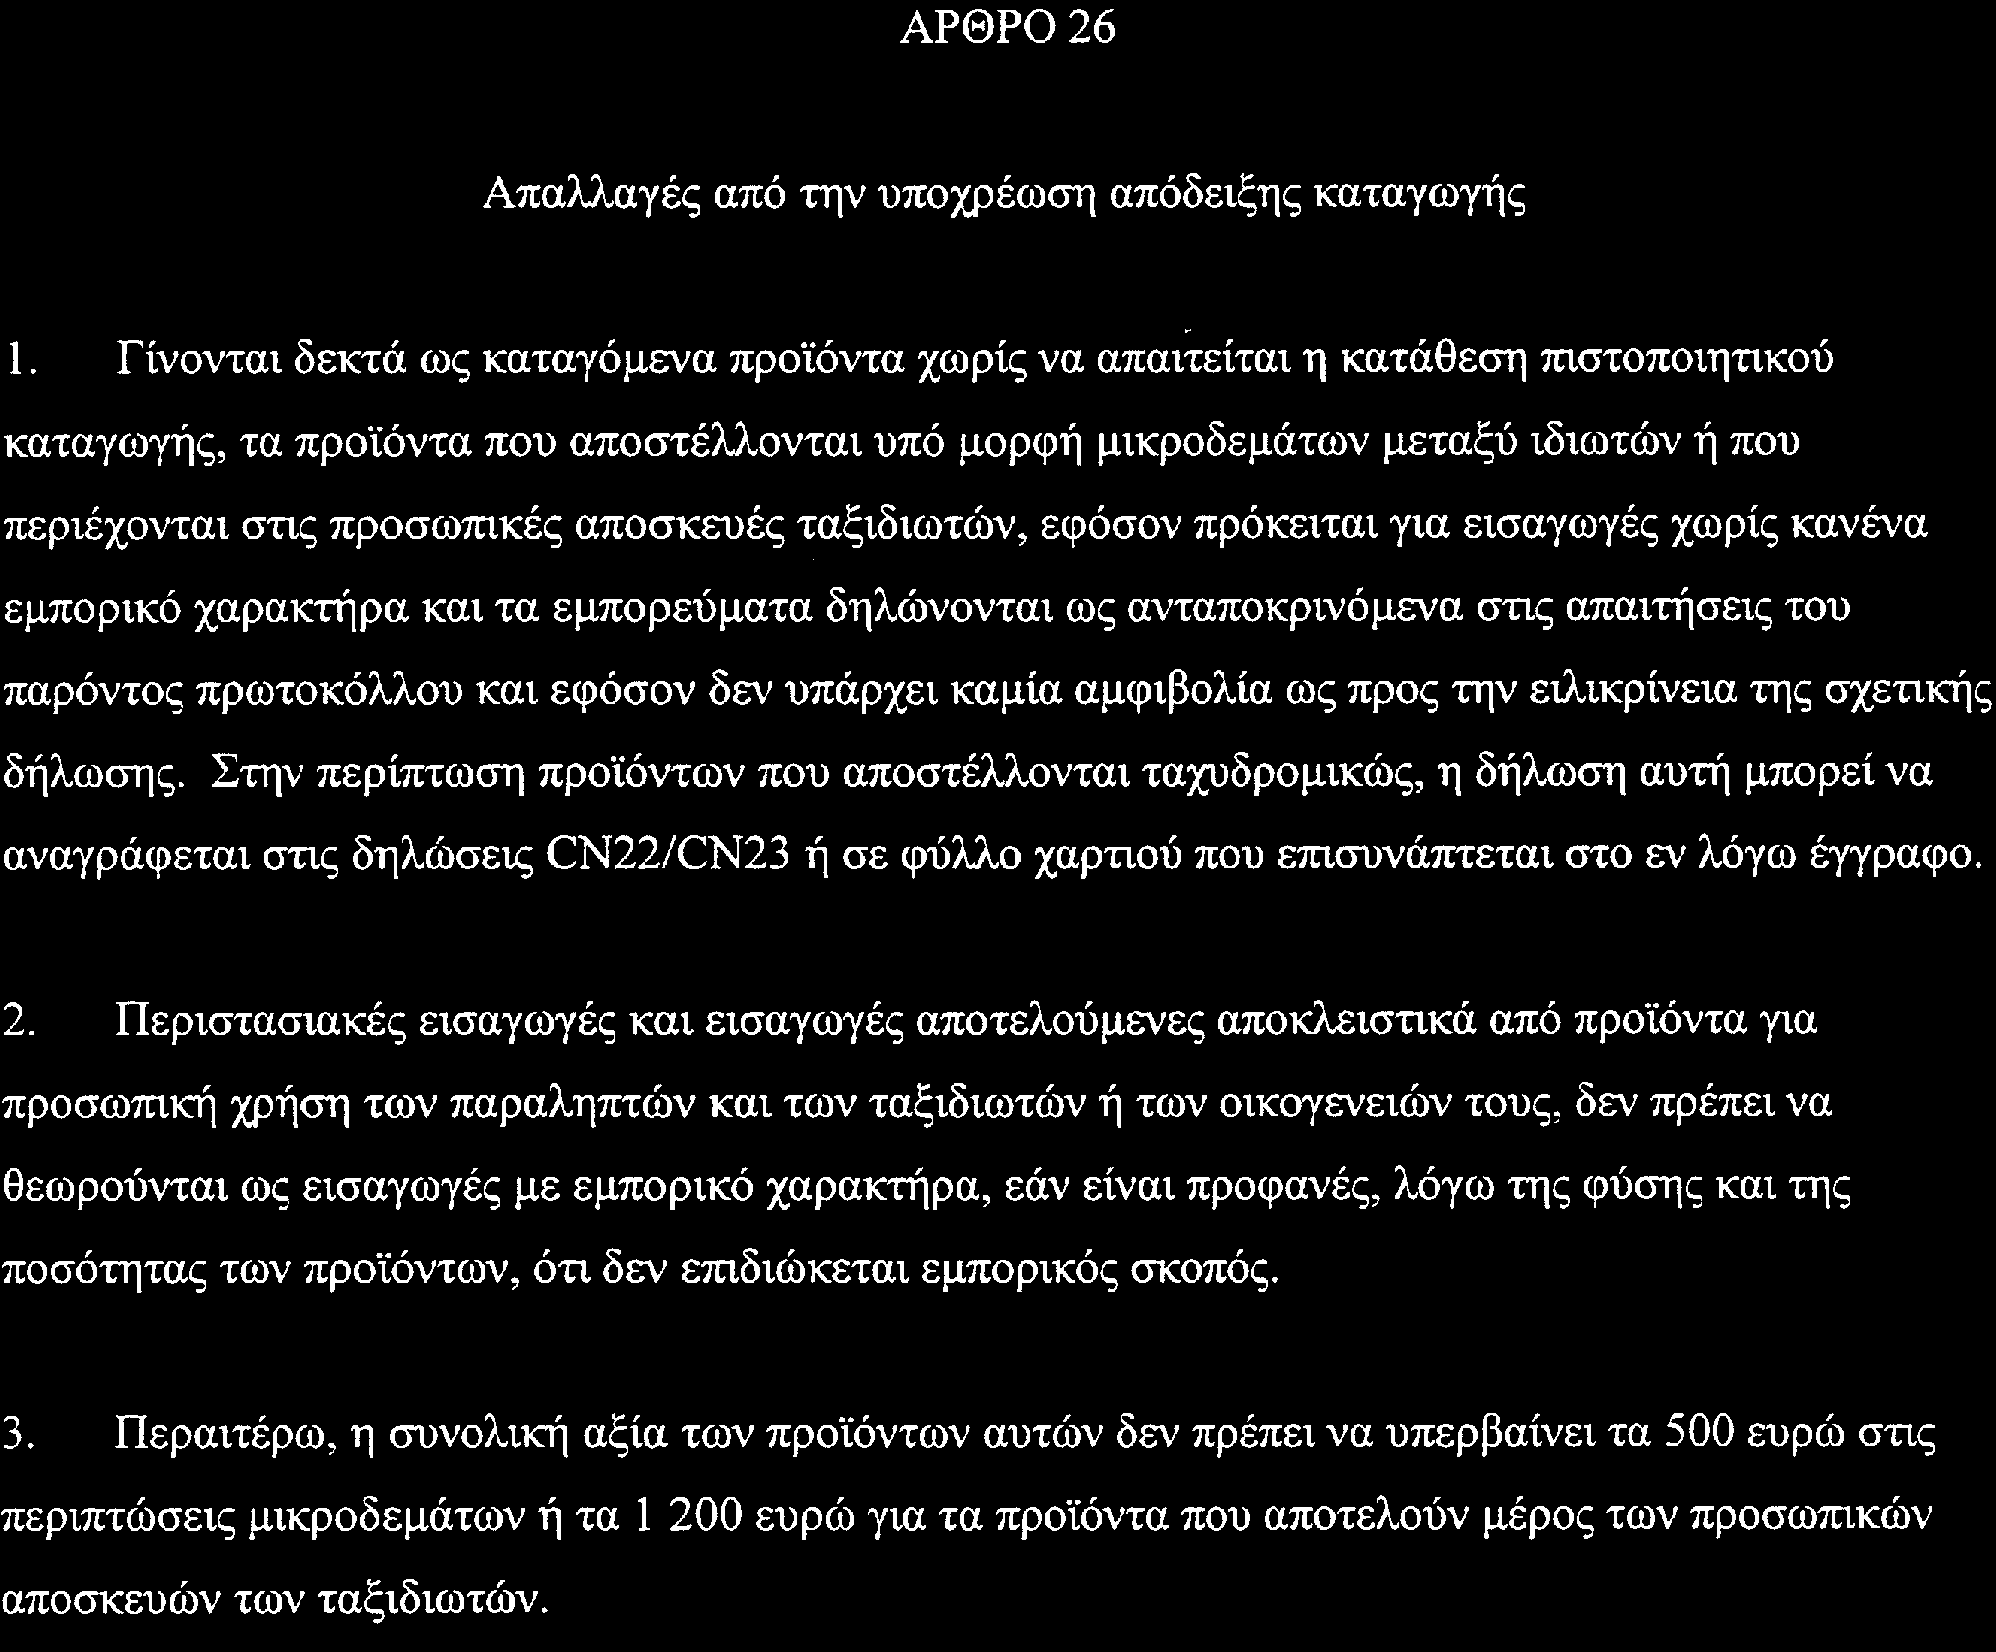 ΑΡΘΡΟ 26
Απαλλαγές από την υποχρέωση απόδειξης καταγωγής
1. Γίνονται δεκτά ως καταγόμενα προϊόντα χωρίς να απαιτείται η κατάθεση πιστοποιητικού
καταγωγής, τα προϊόντα που αποστέλλονται υπό μορφή μικροδεμάτων μεταξύ ιδιωτών ή που
περιέχονται στις προσωπικές αποσκευές ταξιδιωτών, εφόσον πρόκειται για εισαγωγές χωρίς κανένα
εμπορικό χαρακτήρα και τα εμπορεύματα δηλώνονται ως ανταποκρινόμενα στις απαιτήσεις του
παρόντος πρωτοκόλλου και εφόσον δεν υπάρχει καμία αμφιβολία ως προς την ειλικρίνεια της σχετικής
δήλωσης. Στην περίπτωση προϊόντων που αποστέλλονται ταχυδρομικώς, η δήλωση αυτή μπορεί να
αναγράφεται στις δηλώσεις CN22/CN23 ή σε φύλλο χαρτιού που επισυνάπτεται στο εν λόγω έγγραφο.
2. Περιστασιακές εισαγωγές και εισαγωγές αποτελούμενες αποκλειστικά από προϊόντα για
προσωπική χρήση των παραληπτών και των ταξιδιωτών ή των οικογενειών τους, δεν πρέπει να
θεωρούνται ως εισαγωγές με εμπορικό χαρακτήρα, εάν είναι προφανές, λόγω της φύσης και της
ποσότητας των προϊόντων, ότι δεν επιδιώκεται εμπορικός σκοπός.
3. Περαιτέρω, η συνολική αξία των προϊόντων αυτών δεν πρέπει να υπερβαίνει τα 500 ευρώ στις
περιπτώσεις μικροδεμάτων ή τα 1 200 ευρώ για τα προϊόντα που αποτελούν μέρος των προσωπικών
αποσκευών των ταξιδιωτών.